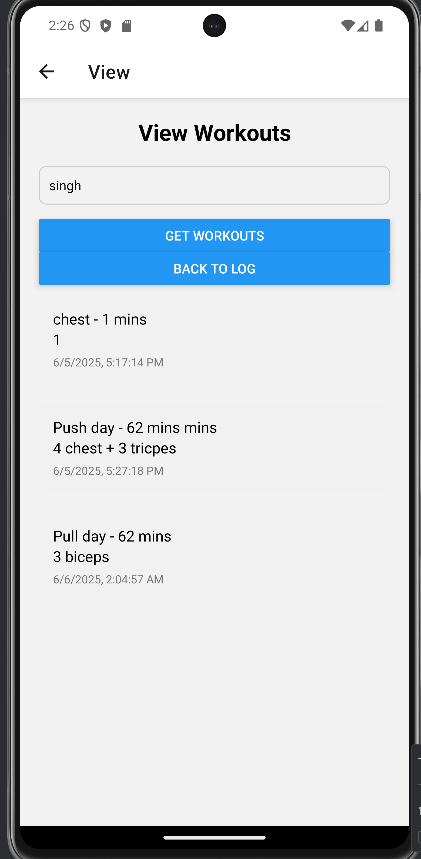 2:26
View
View Workouts
singh
GET WORKOUTS
BACK TO LOG
chest - 1 mins
1
6/5/2025, 5:17:14 PM
Push day - 62 mins mins
4 chest + 3 tricpes
6/5/2025, 5:27:18 PM
Pull day - 62 mins
3 biceps
6/6/2025, 2:04:57 AM